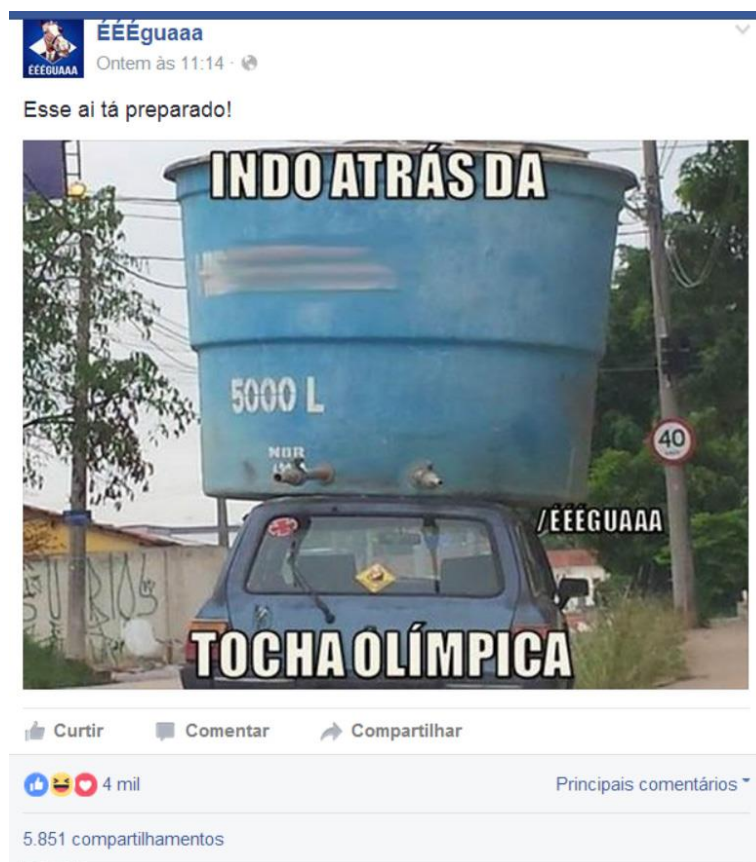 ÉÉÉguaaa
ÉÉÉGUAAA
Ontem às 11:14
Esse ai tá preparado!
INDO ATRÁS DA
5000 L
NBR
40
/ÉÉÉGUAAA
TOCHA OLÍMPICA
Curtir Comentar Compartilhar
4 mil Principais comentários
5.851 compartilhamentos